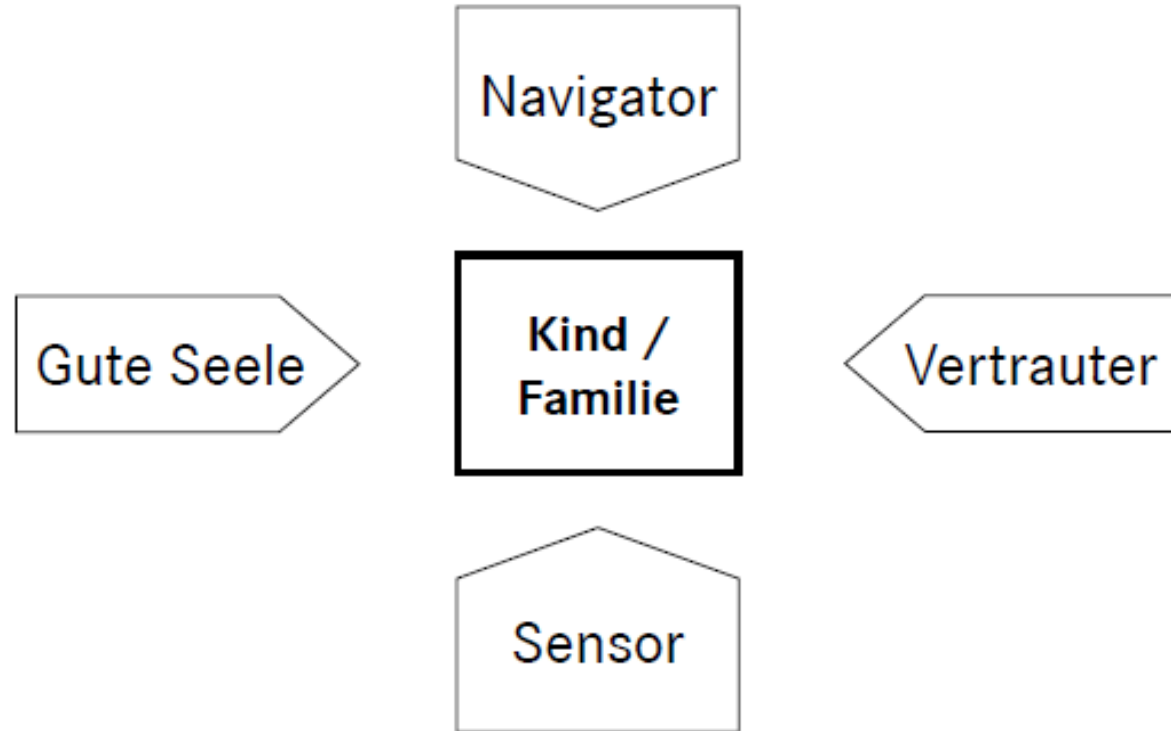 Navigator
Gute Seele
Kind /
Familie
Vertrauter
Sensor